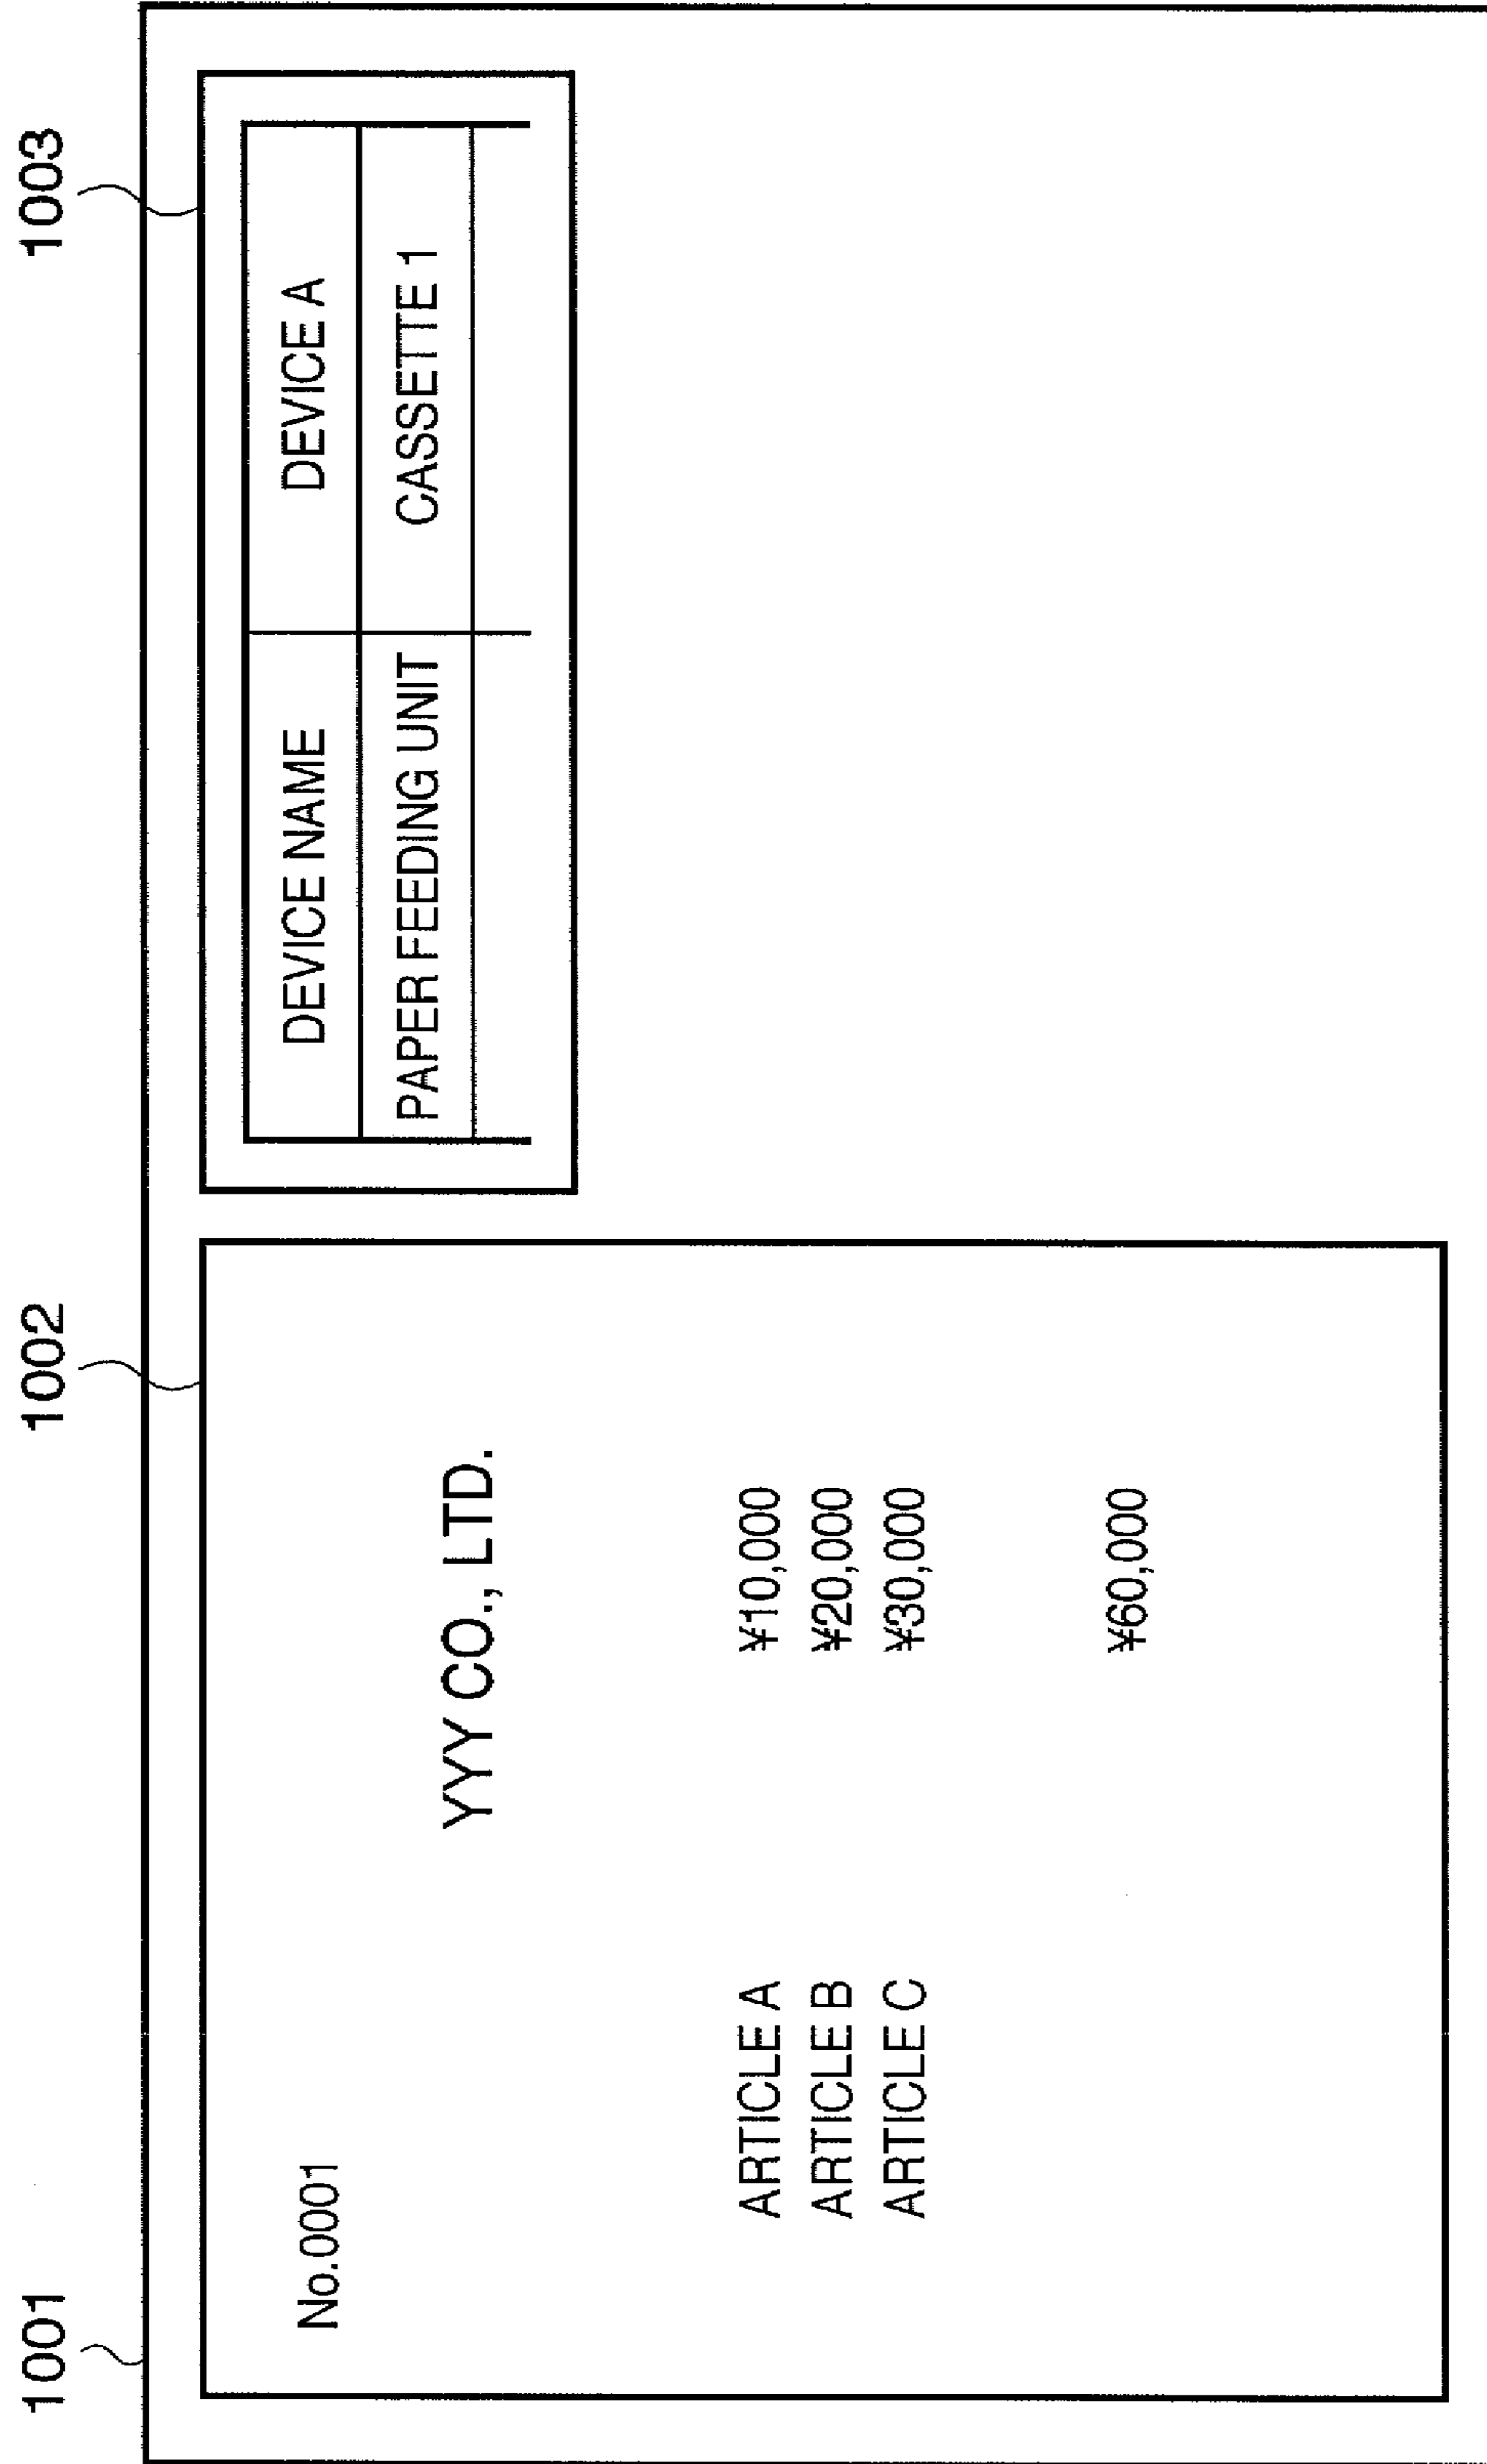 1001
1002
1003
No.0001
YYY CO., LTD.
ARTICLE A ¥10,000
ARTICLE B ¥20,000
ARTICLE C ¥30,000
¥60,000
DEVICE NAME DEVICE A
PAPER FEEDING UNIT CASSETTE 1